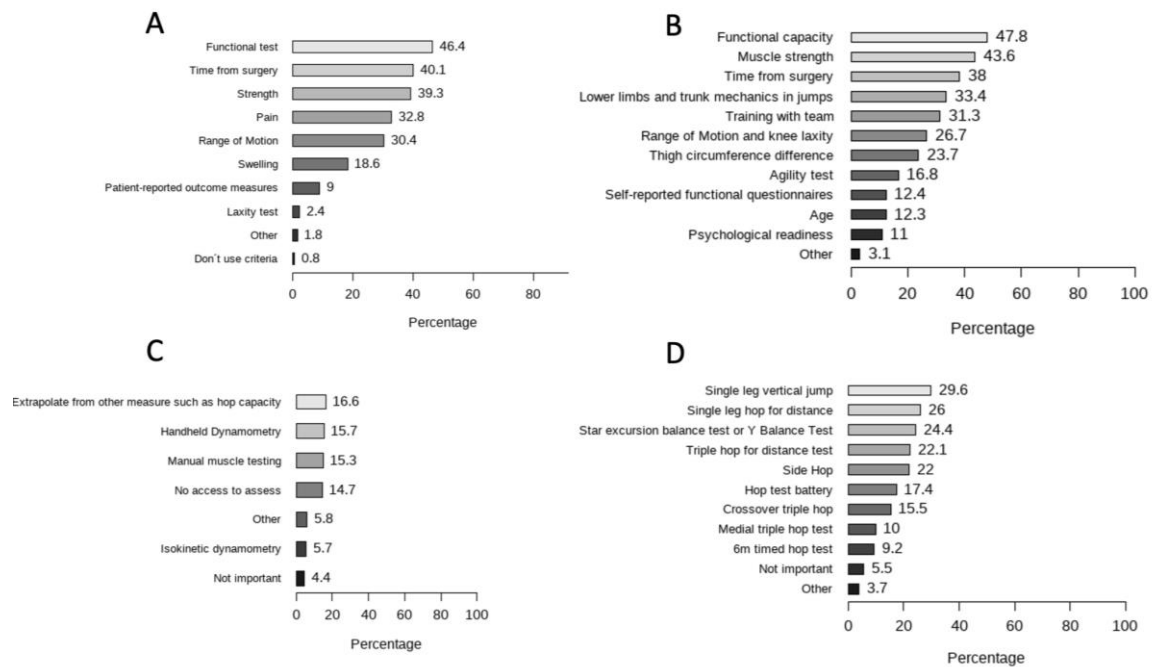 A
Functional test 46.4
Time from surgery 40.1
Strength 39.3
Pain 32.8
Range of Motion 30.4
Swelling 18.6
Patient-reported outcome measures 9
Laxity test 2.4
Other 1.8
Don´t use criteria 0.8
0 20 40 60 80
Percentage
B
Functional capacity 47.8
Muscle strength 43.6
Time from surgery 38
Lower limbs and trunk mechanics in jumps 33.4
Training with team 31.3
Range of Motion and knee laxity 26.7
Thigh circumference difference 23.7
Agility test 16.8
Self-reported functional questionnaires 12.4
Age 12.3
Psychological readiness 11
Other 3.1
0 20 40 60 80 100
Percentage
C
Extrapolate from other measure such as hop capacity 16.6
Handheld Dynamometry 15.7
Manual muscle testing 15.3
No access to assess 14.7
Other 5.8
Isokinetic dynamometry 5.7
Not important 4.4
0 20 40 60 80 100
Percentage
D
Single leg vertical jump 29.6
Single leg hop for distance 26
Star excursion balance test or Y Balance Test 24.4
Triple hop for distance test 22.1
Side Hop 22
Hop test battery 17.4
Crossover triple hop 15.5
Medial triple hop test 10
6m timed hop test 9.2
Not important 5.5
Other 3.7
0 20 40 60 80 100
Percentage